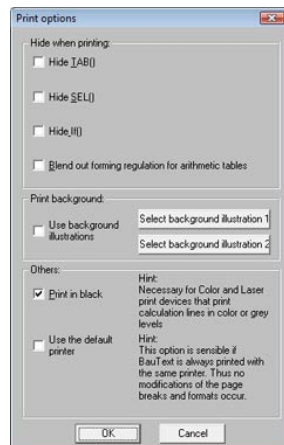 Print options
Hide when printing:
Hide TAB()
Hide SEL()
Hide If()
Blend out forming regulation for arithmetic tables
Print background:
Use background
illustrations
Select background illustration 1
Select background illustration 2
Others:
Print in black
Hint:
Necessary for Color and Laser
print devices that print
calculation lines in color or grey
levels
Use the default
printer
Hint:
This option is sensible if
BauText is always printed with
the same printer. Thus no
modifications of the page
breaks and formats occur.
OK
Cancel